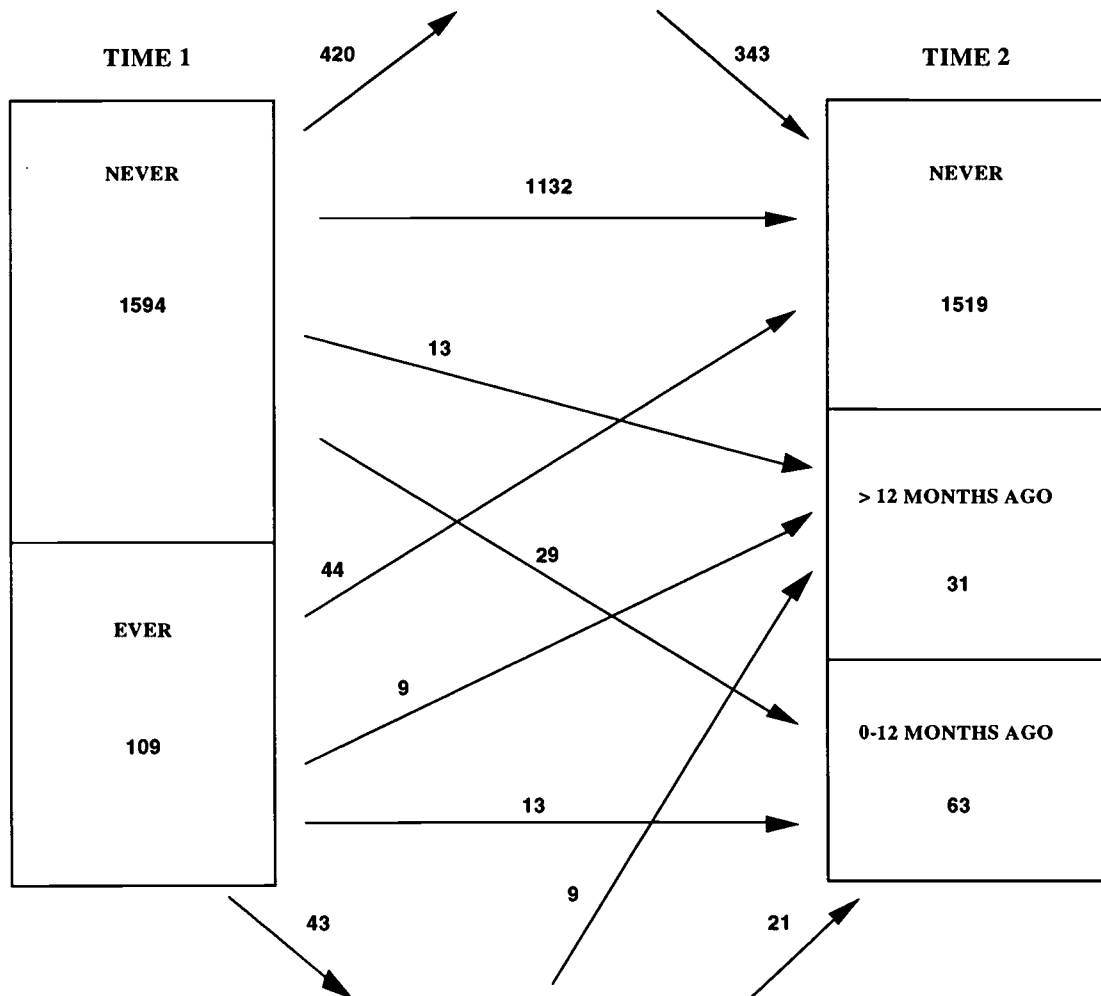 TIME 1
420
343
TIME 2
NEVER
1594
1132
NEVER
1519
13
> 12 MONTHS AGO
31
44
29
EVER
109
9
0-12 MONTHS AGO
63
13
43
9
21